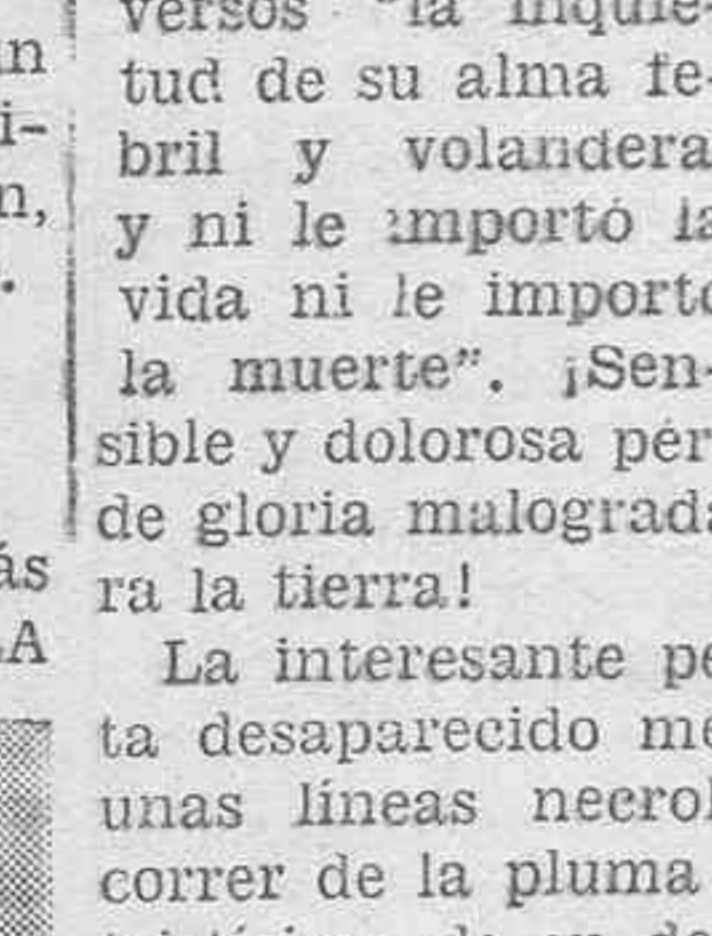 versos "la inquie-
tud de su alma fe-
bril y volandera
y ni le importó la
vida ni le importó
la muerte". ¡Sen-
sible y dolorosa pér
de gloria malograda
ra la tierra!
La interesante pe
ta desaparecido me
unas líneas necrol
correr de la pluma
ás